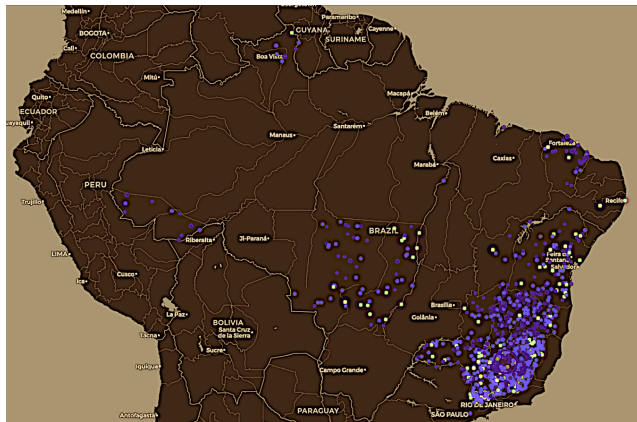 Medellín
Paramaribo
BOGOTA
GUYANA
Cayenne
SURINAME
Cali
COLOMBIA
Boa Vista
Mitú
Quito
Macapá
ECUADOR
Belém
Santarém
Manaus
Fortaleza
Leticia
Caxias
Marabá
PERU
Trujillo
Recife
BRAZIL
Riberalta
Ji-Paraná
LIMA
Feira de
Santana
Salvador
Cusco
Ica
Brasília
La Paz
Goiânia
BOLIVIA
Santa Cruz
de la Sierra
Tacna
Sucre
Iquique
Campo Grande
RIO DE JANEIRO
PARAGUAY
SÃO PAULO
Antofagasta